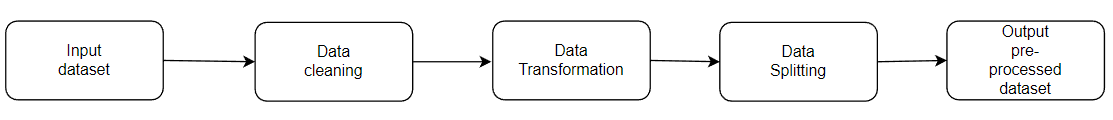 Input
dataset
Data
cleaning
Data
Transformation
Data
Splitting
Output
pre-
processed
dataset